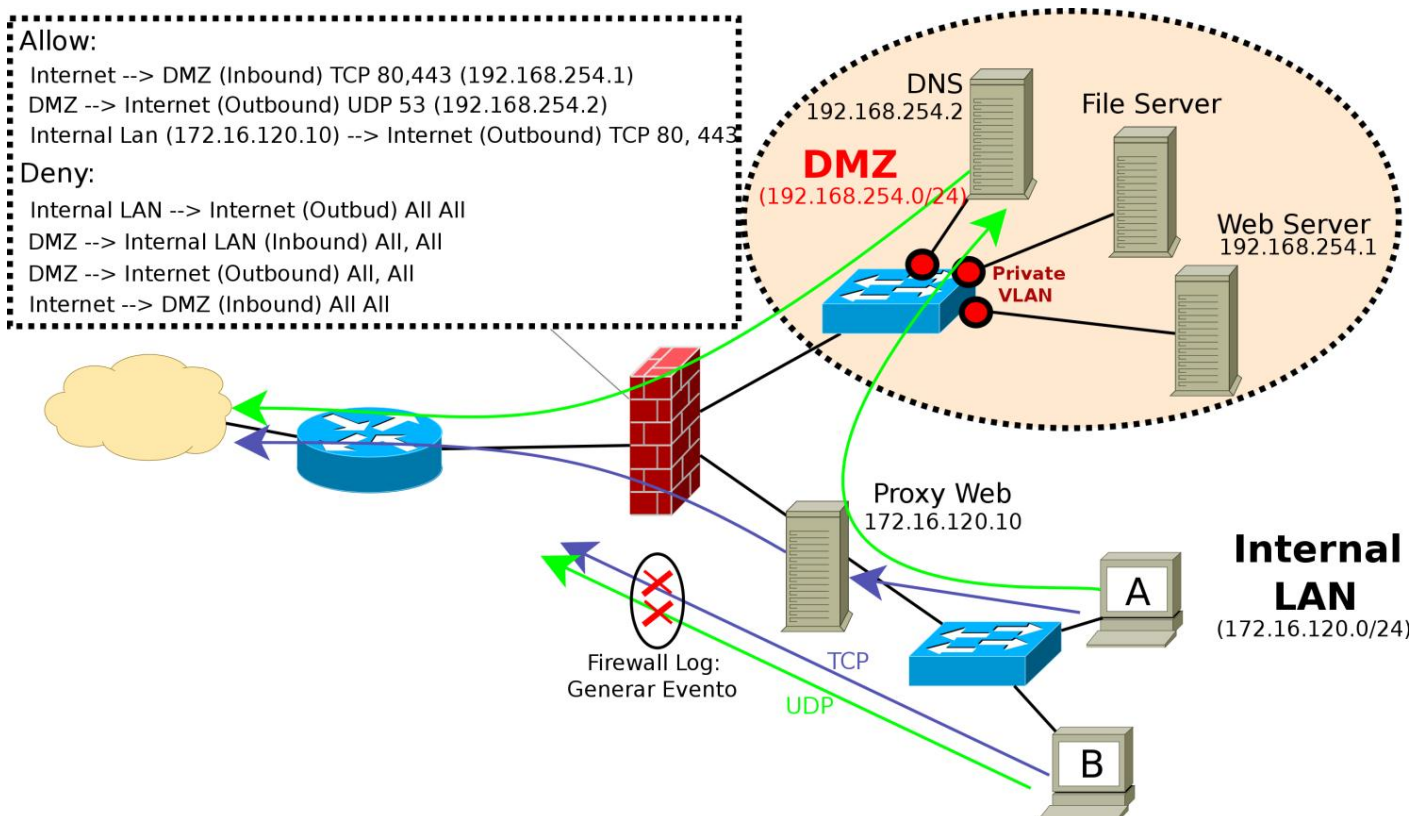 Allow:
Internet --> DMZ (Inbound) TCP 80,443 (192.168.254.1)
DMZ --> Internet (Outbound) UDP 53 (192.168.254.2)
Internal Lan (172.16.120.10) --> Internet (Outbound) TCP 80, 443
Deny:
Internal LAN --> Internet (Outbud) All All
DMZ --> Internal LAN (Inbound) All, All
DMZ --> Internet (Outbound) All, All
Internet --> DMZ (Inbound) All All
DNS
192.168.254.2
File Server
DMZ
(192.168.254.0/24)
Web Server
192.168.254.1
Private
VLAN
Proxy Web
172.16.120.10
Internal
LAN
(172.16.120.0/24)
A
Firewall Log:
Generar Evento
TCP
UDP
B